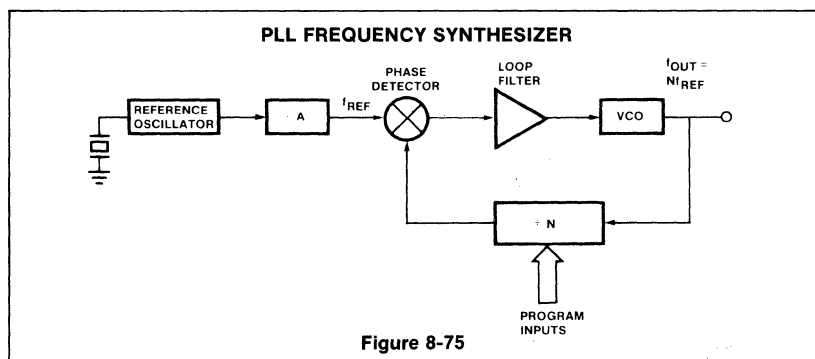 PLL FREQUENCY SYNTHESIZER
PHASE
DETECTOR
LOOP
FILTER
fOUT =
NfREF
REFERENCE
OSCILLATOR
A
fREF
VCO
÷ N
PROGRAM
INPUTS
Figure 8-75